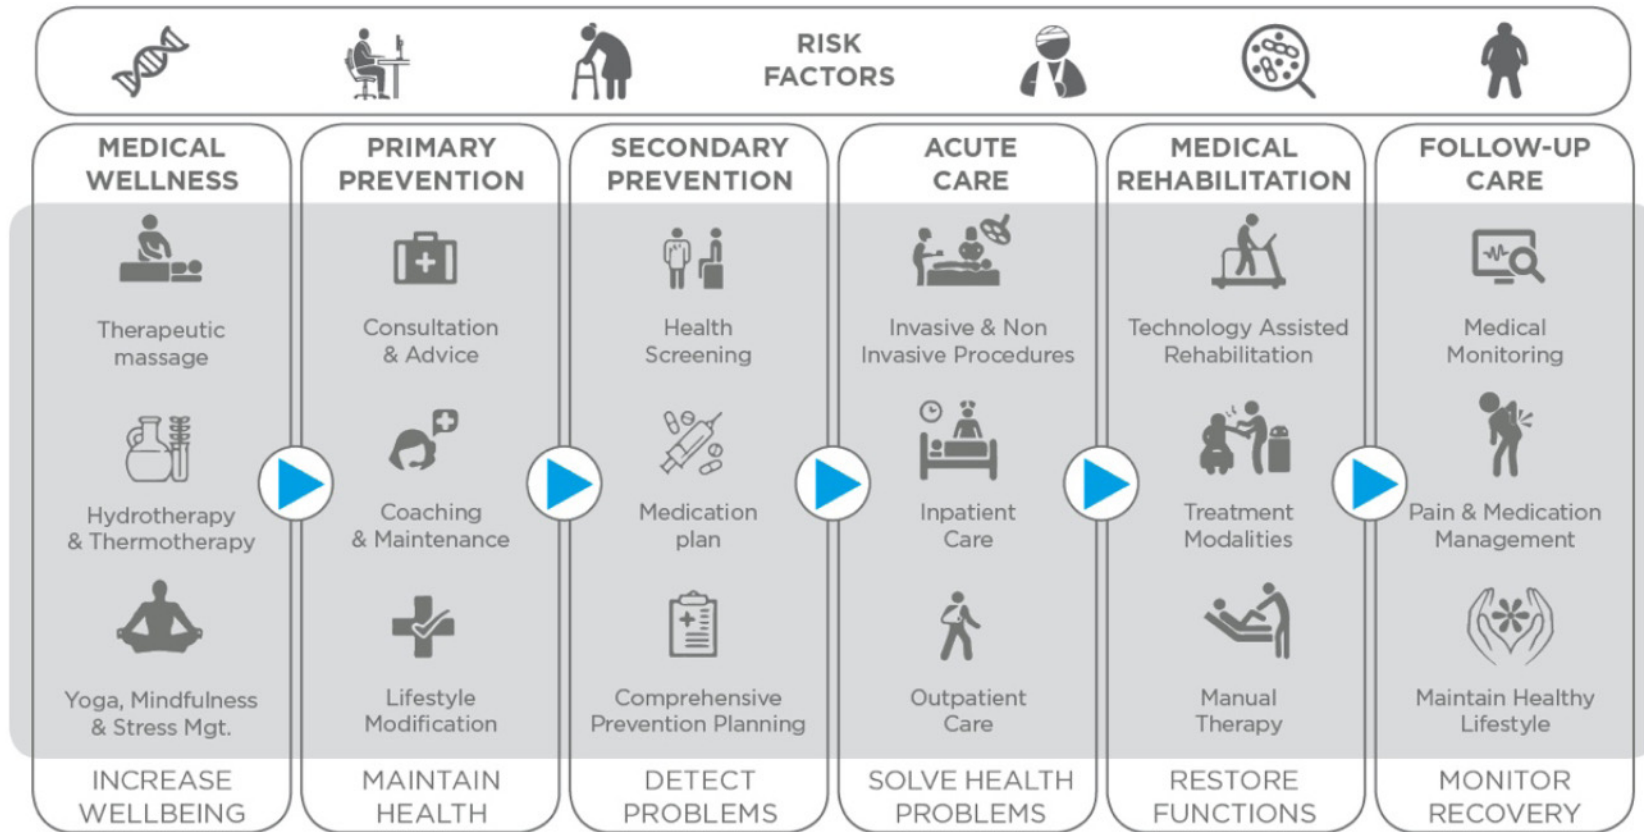 RISK
FACTORS
MEDICAL
WELLNESS
Therapeutic
massage
Hydrotherapy
& Thermotherapy
Yoga, Mindfulness
& Stress Mgt.
INCREASE
WELLBEING
PRIMARY
PREVENTION
Consultation
& Advice
Coaching
& Maintenance
Lifestyle
Modification
MAINTAIN
HEALTH
SECONDARY
PREVENTION
Health
Screening
Medication
plan
Comprehensive
Prevention Planning
DETECT
PROBLEMS
ACUTE
CARE
Invasive & Non
Invasive Procedures
Inpatient
Care
Outpatient
Care
SOLVE HEALTH
PROBLEMS
MEDICAL
REHABILITATION
Technology Assisted
Rehabilitation
Treatment
Modalities
Manual
Therapy
RESTORE
FUNCTIONS
FOLLOW-UP
CARE
Medical
Monitoring
Pain & Medication
Management
Maintain Healthy
Lifestyle
MONITOR
RECOVERY